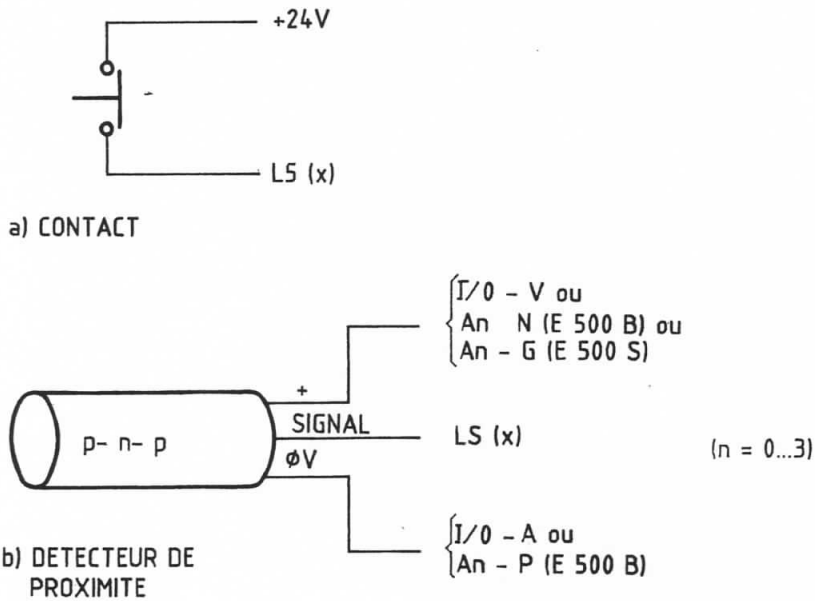 +24V
LS (x)
a) CONTACT
I/0 - V ou
An N (E 500 B) ou
An - G (E 500 S)
+
SIGNAL
p- n- p
LS (x)
(n = 0...3)
ØV
I/0 - A ou
An - P (E 500 B)
b) DETECTEUR DE
PROXIMITE